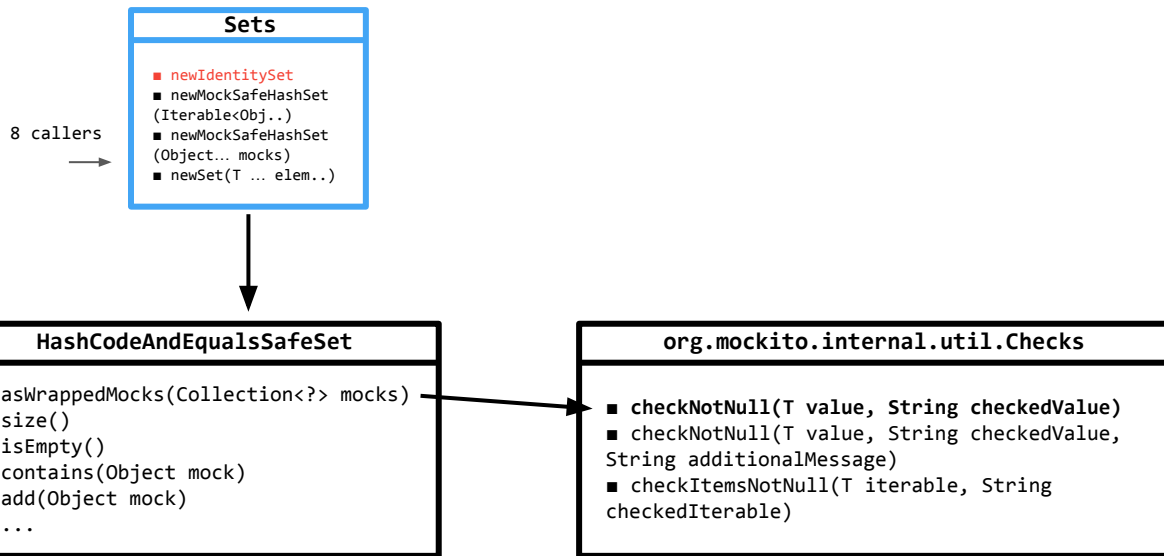 Sets
■ newIdentitySet
■ newMockSafeHashSet
(Iterable<Obj..)
■ newMockSafeHashSet
(Object... mocks)
■ newSet(T ... elem..)
8 callers
HashCodeAndEqualsSafeSet
asWrappedMocks(Collection<?> mocks)
size()
isEmpty()
contains(Object mock)
add(Object mock)
...
org.mockito.internal.util.Checks
■ checkNotNull(T value, String checkedValue)
■ checkNotNull(T value, String checkedValue,
String additionalMessage)
■ checkItemsNotNull(T iterable, String
checkedIterable)